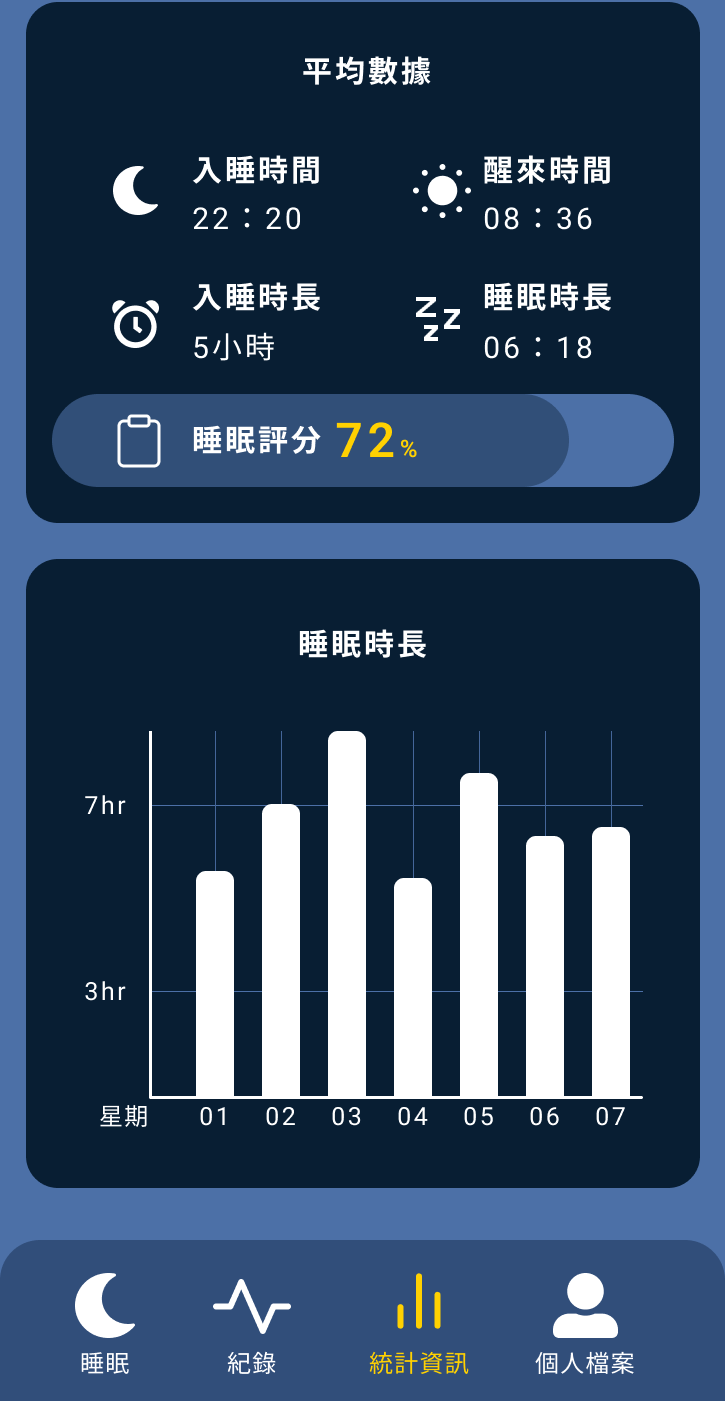 平均數據
入睡時間
22：20
醒來時間
08：36
入睡時長
5小時
睡眠時長
06：18
睡眠評分 72%
睡眠時長
7hr
3hr
星期 01 02 03 04 05 06 07
睡眠 紀錄 統計資訊 個人檔案